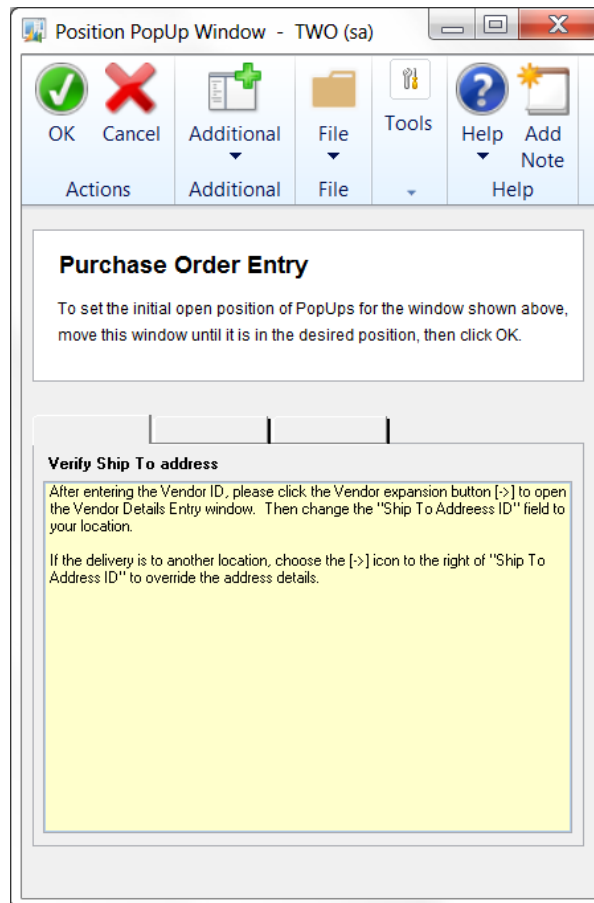 Position PopUp Window - TWO (sa)
OK Cancel Additional File Tools Help Add Note
Actions Additional File Help
Purchase Order Entry
To set the initial open position of PopUps for the window shown above,
move this window until it is in the desired position, then click OK.
Verify Ship To address
After entering the Vendor ID, please click the Vendor expansion button [->] to open
the Vendor Details Entry window.  Then change the "Ship To Addreess ID" field to
your location.
If the delivery is to another location, choose the [->] icon to the right of "Ship To
Address ID" to override the address details.